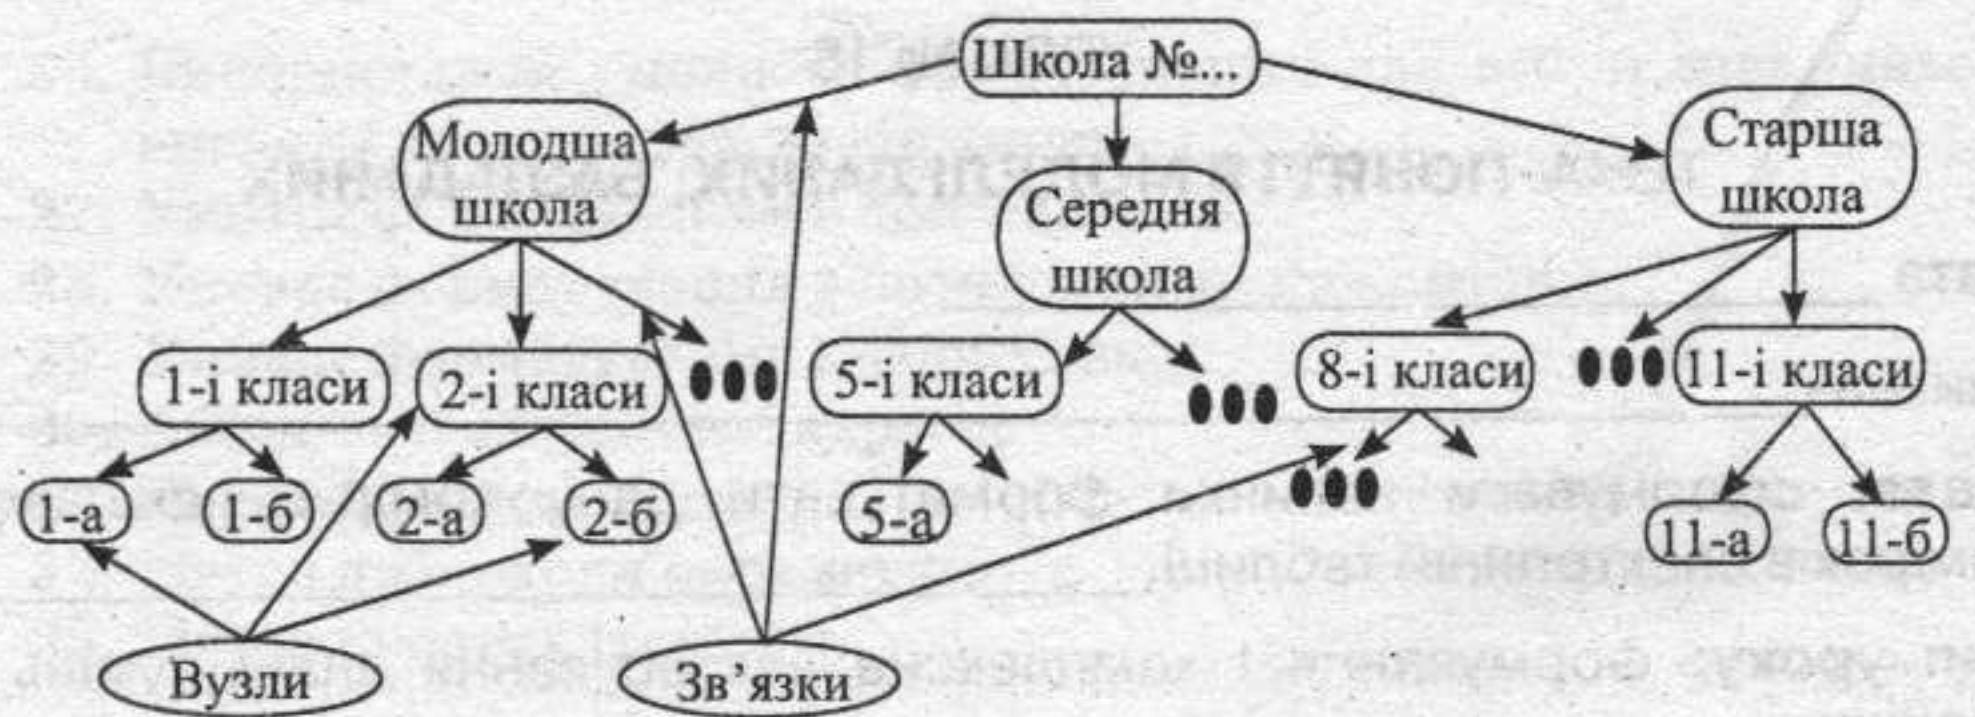 Школа №...
Молодша
школа
Середня
школа
Старша
школа
1-і класи
2-і класи
5-і класи
8-і класи
11-і класи
1-а
1-б
2-а
2-б
5-а
11-а
11-б
Вузли
Зв’язки